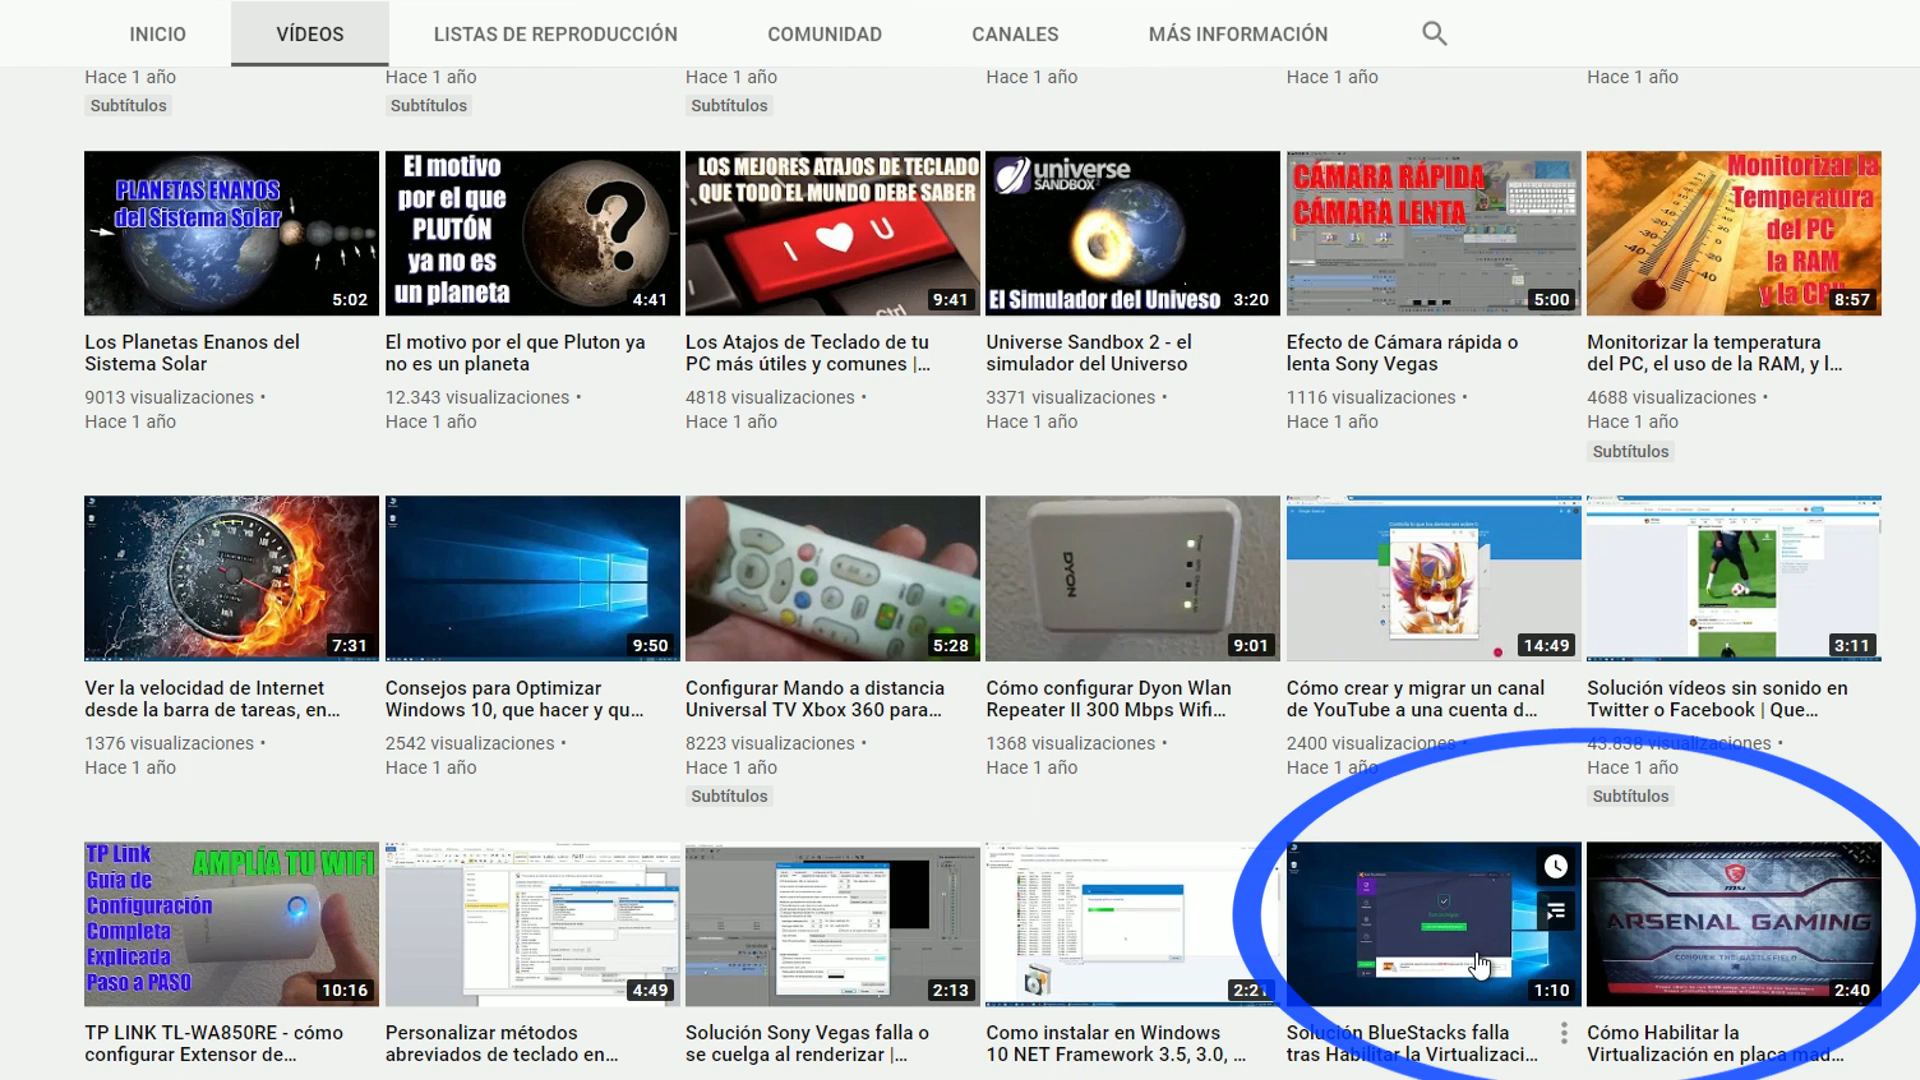 INICIO
VÍDEOS
LISTAS DE REPRODUCCIÓN
COMUNIDAD
CANALES
MÁS INFORMACIÓN
Hace 1 año
Hace 1 año
Hace 1 año
Hace 1 año
Hace 1 año
Hace 1 año
Subtítulos
Subtítulos
Subtítulos
PLANETAS ENANOS
del Sistema Solar
5:02
El motivo
por el que
PLUTÓN
ya no es
un planeta
4:41
LOS MEJORES ATAJOS DE TECLADO
QUE TODO EL MUNDO DEBE SABER
I U
Ctrl
9:41
universe
SANDBOX²
El Simulador del Univeso
3:20
CÁMARA RÁPIDA
CÁMARA LENTA
5:00
Monitorizar la
Temperatura
del PC
la RAM
y la CPU
8:57
Los Planetas Enanos del
Sistema Solar
9013 visualizaciones •
Hace 1 año
El motivo por el que Pluton ya
no es un planeta
12.343 visualizaciones •
Hace 1 año
Los Atajos de Teclado de tu
PC más útiles y comunes |...
4818 visualizaciones •
Hace 1 año
Universe Sandbox 2 - el
simulador del Universo
3371 visualizaciones •
Hace 1 año
Efecto de Cámara rápida o
lenta Sony Vegas
1116 visualizaciones •
Hace 1 año
Monitorizar la temperatura
del PC, el uso de la RAM, y l...
4688 visualizaciones •
Hace 1 año
Subtítulos
7:31
9:50
5:28
DYON
9:01
14:49
3:11
Ver la velocidad de Internet
desde la barra de tareas, en...
1376 visualizaciones •
Hace 1 año
Consejos para Optimizar
Windows 10, que hacer y qu...
2542 visualizaciones •
Hace 1 año
Configurar Mando a distancia
Universal TV Xbox 360 para...
8223 visualizaciones •
Hace 1 año
Subtítulos
Cómo configurar Dyon Wlan
Repeater II 300 Mbps Wifi...
1368 visualizaciones •
Hace 1 año
Cómo crear y migrar un canal
de YouTube a una cuenta d...
2400 visualizaciones •
Hace 1 año
Solución vídeos sin sonido en
Twitter o Facebook | Que...
43.838 visualizaciones •
Hace 1 año
Subtítulos
TP Link
Guia de
Configuración
Completa
Explicada
Paso a PASO
AMPLÍA TU WIFI
10:16
4:49
2:13
2:21
1:10
msi
ARSENAL GAMING
CONQUER THE BATTLEFIELD
2:40
TP LINK TL-WA850RE - cómo
configurar Extensor de...
Personalizar métodos
abreviados de teclado en...
Solución Sony Vegas falla o
se cuelga al renderizar |...
Como instalar en Windows
10 NET Framework 3.5, 3.0, ...
Solución BlueStacks falla
tras Habilitar la Virtualizaci...
Cómo Habilitar la
Virtualización en placa mad...